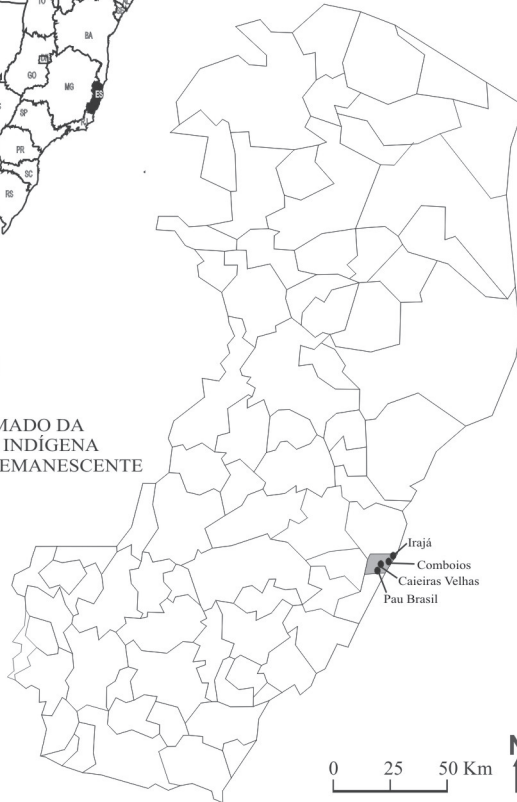 BA
GO
MG
ES
SP
RJ
PR
SC
RS
MADO DA
INDÍGENA
EMANESCENTE
Irajá
Comboios
Caieiras Velhas
Pau Brasil
0 25 50 Km
N